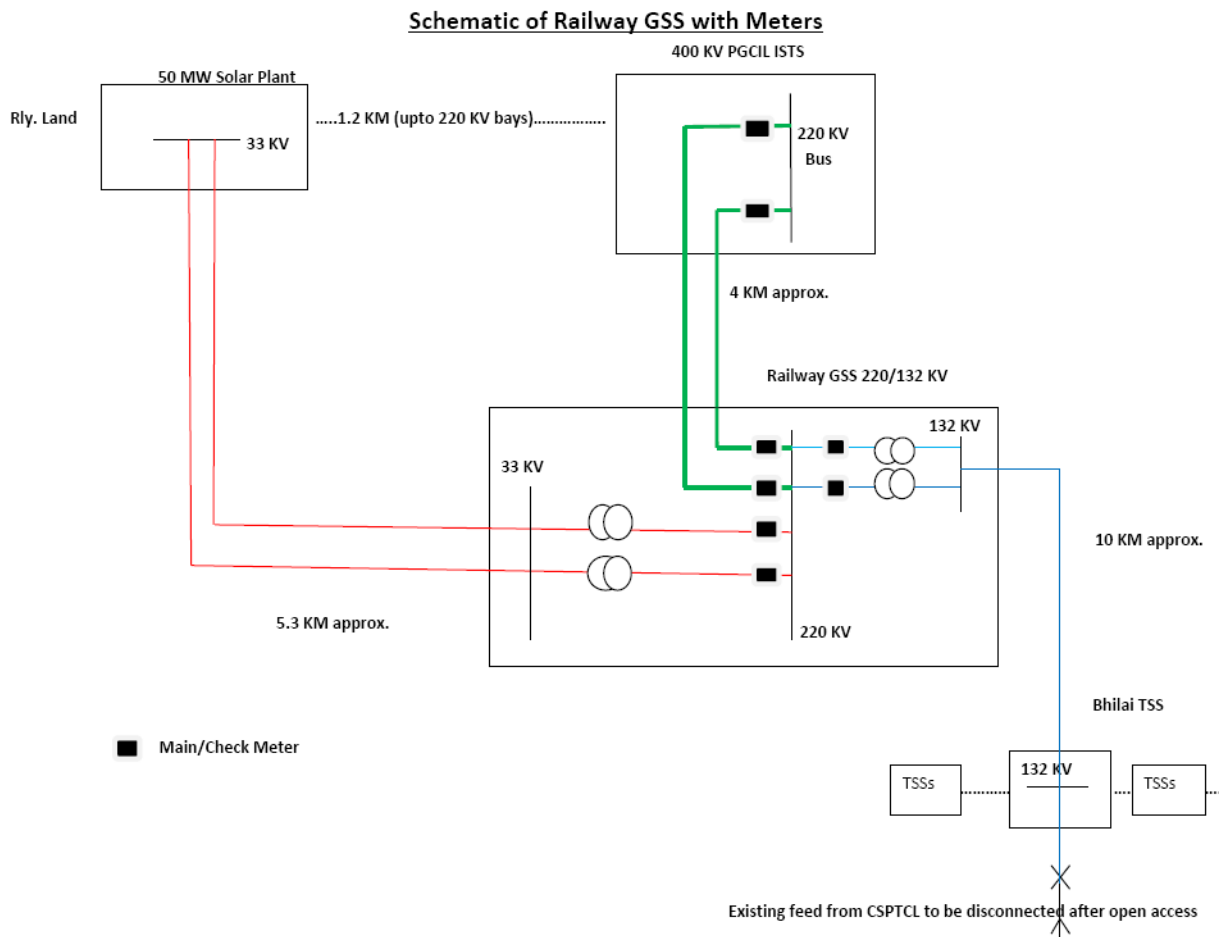 Schematic of Railway GSS with Meters
400 KV PGCIL ISTS
50 MW Solar Plant
Rly. Land
.....1.2 KM (upto 220 KV bays)................
33 KV
220 KV
Bus
4 KM approx.
Railway GSS 220/132 KV
132 KV
33 KV
10 KM approx.
5.3 KM approx.
220 KV
Bhilai TSS
Main/Check Meter
132 KV
TSSs
TSSs
Existing feed from CSPTCL to be disconnected after open access